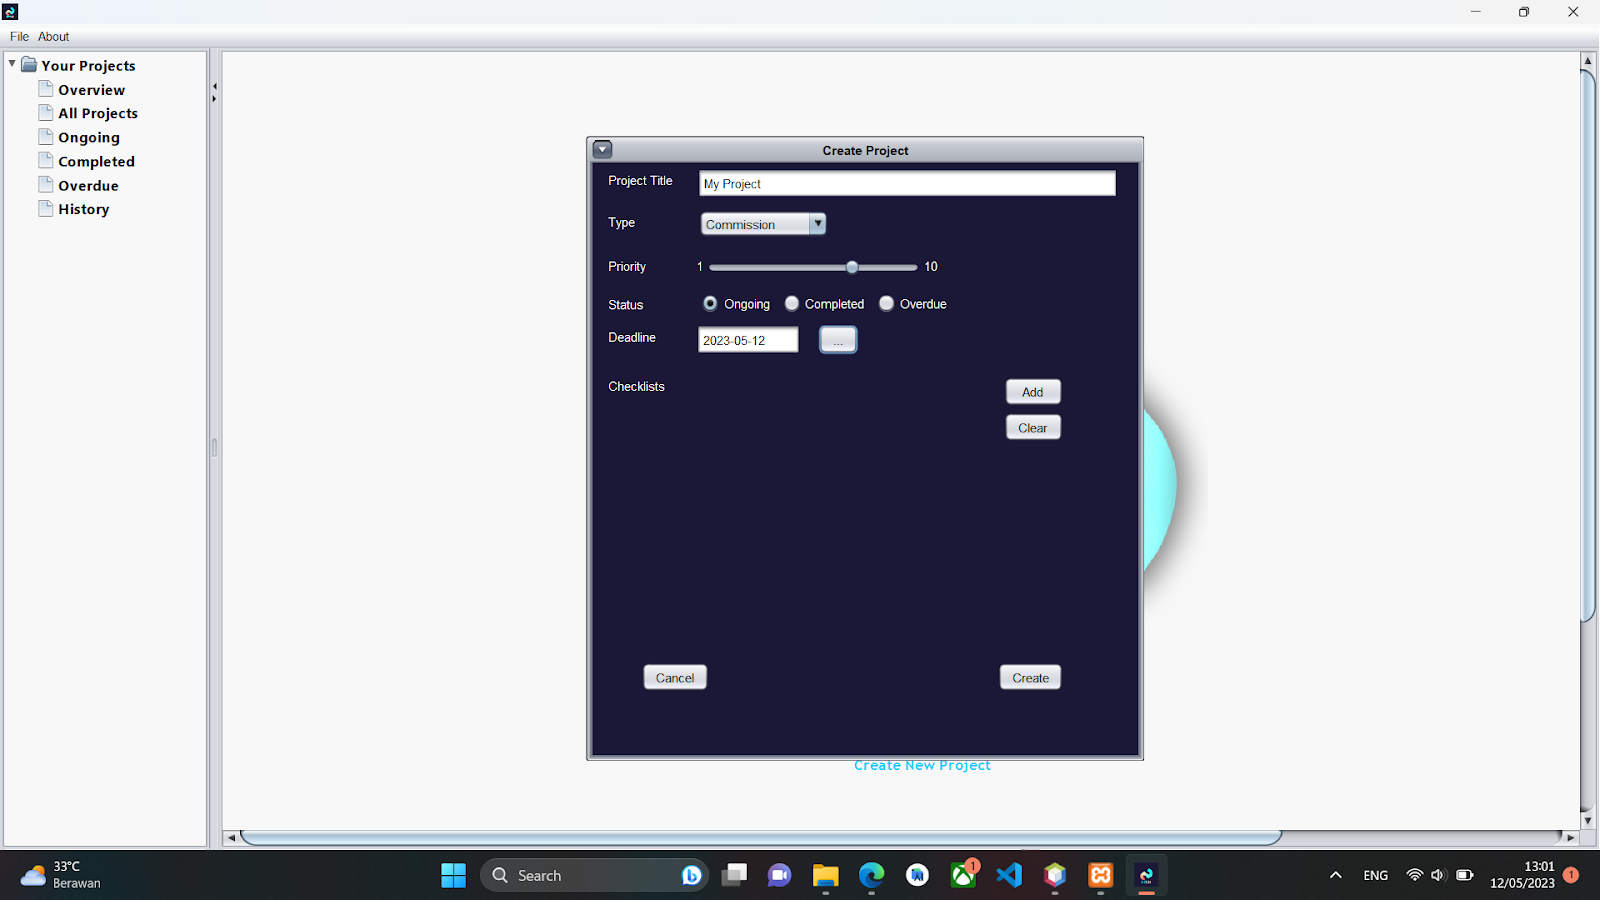 File About
Your Projects
Overview
All Projects
Ongoing
Completed
Overdue
History
Create Project
Project Title My Project
Type Commission
Priority 1 10
Status Ongoing Completed Overdue
Deadline 2023-05-12 ...
Checklists Add
Clear
Cancel Create
Create New Project
33°C
Berawan
Search
1
ENG
13:01
12/05/2023
1